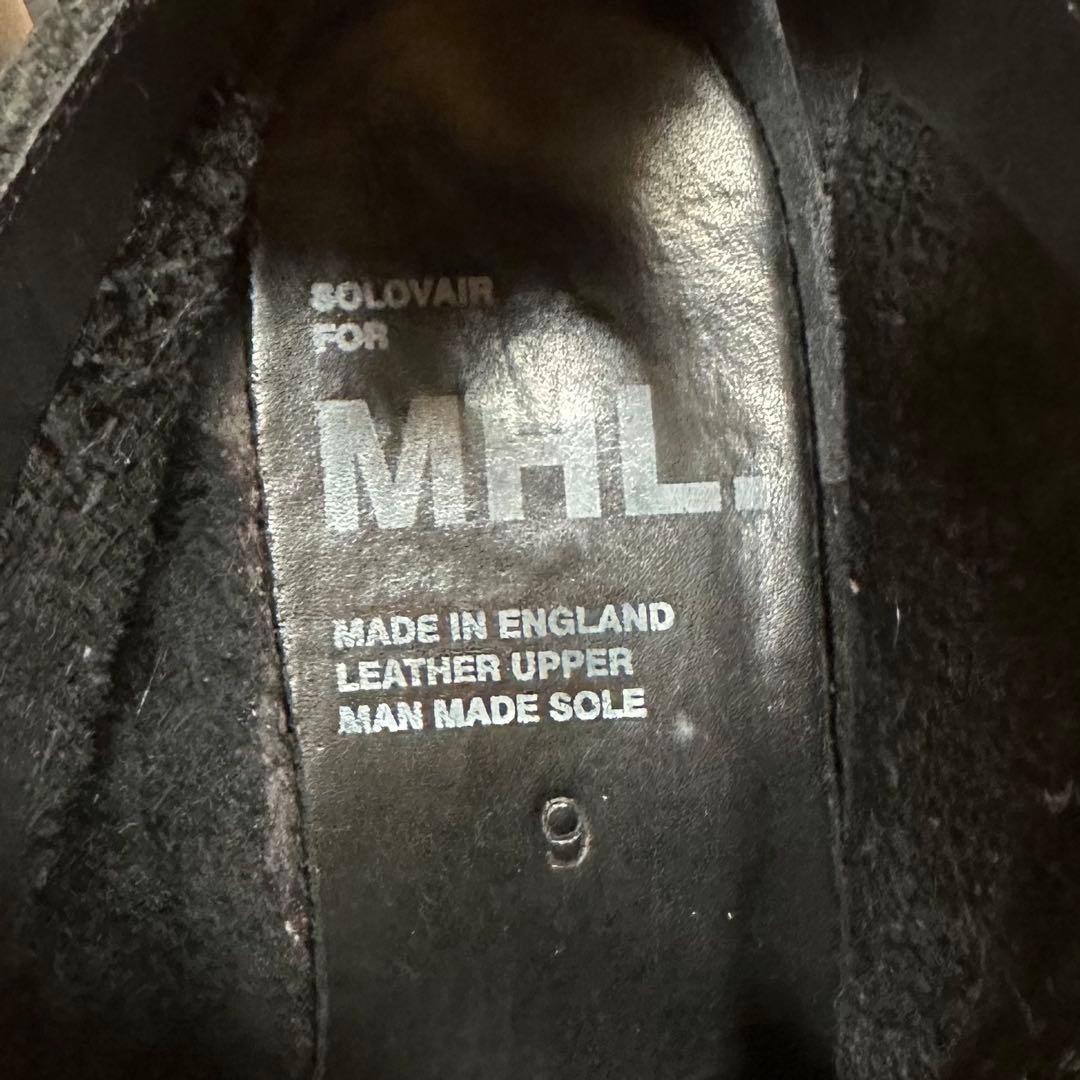 SOLOVAIR
FOR
MHL.
MADE IN ENGLAND
LEATHER UPPER
MAN MADE SOLE
9